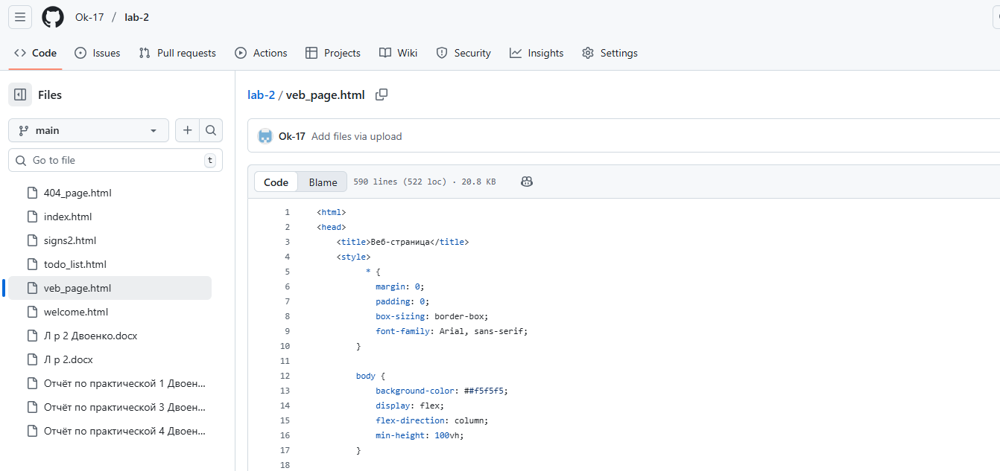 Ok-17 / lab-2
Code Issues Pull requests Actions Projects Wiki Security Insights Settings
Files
main
Go to file t
404_page.html
index.html
signs2.html
todo_list.html
veb_page.html
welcome.html
Л р 2 Двоенко.docx
Л р 2.docx
Отчёт по практической 1 Двоен...
Отчёт по практической 3 Двоен...
Отчёт по практической 4 Двоен...
lab-2 / veb_page.html
Ok-17 Add files via upload
Code Blame 590 lines (522 loc) · 20.8 KB
1 <html>
2 <head>
3 <title>Веб-страница</title>
4 <style>
5 * {
6 margin: 0;
7 padding: 0;
8 box-sizing: border-box;
9 font-family: Arial, sans-serif;
10 }
11
12 body {
13 background-color: ##f5f5f5;
14 display: flex;
15 flex-direction: column;
16 min-height: 100vh;
17 }
18